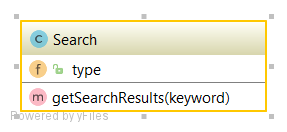 C Search
f type
m getSearchResults(keyword)
Powered by yFiles